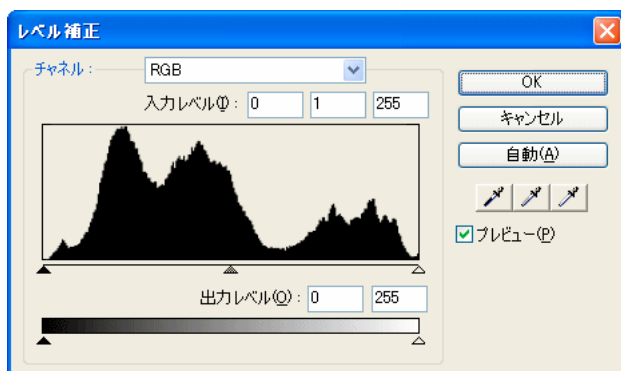 レベル補正
チャネル： RGB
入力レベル(I)： 0 1 255
OK
キャンセル
自動(A)
プレビュー(P)
出力レベル(O)： 0 255